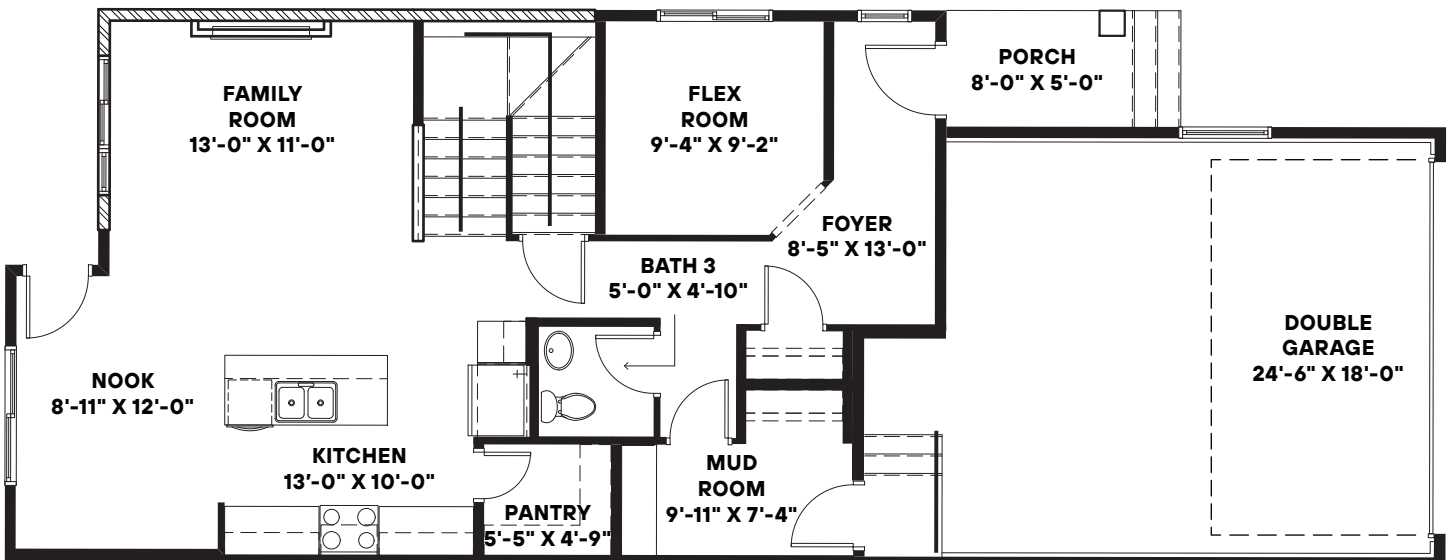 FAMILY
ROOM
13'-0" X 11'-0"
FLEX
ROOM
9'-4" X 9'-2"
PORCH
8'-0" X 5'-0"
FOYER
8'-5" X 13'-0"
BATH 3
5'-0" X 4'-10"
DOUBLE
GARAGE
24'-6" X 18'-0"
NOOK
8'-11" X 12'-0"
KITCHEN
13'-0" X 10'-0"
MUD
ROOM
9'-11" X 7'-4"
PANTRY
5'-5" X 4'-9"